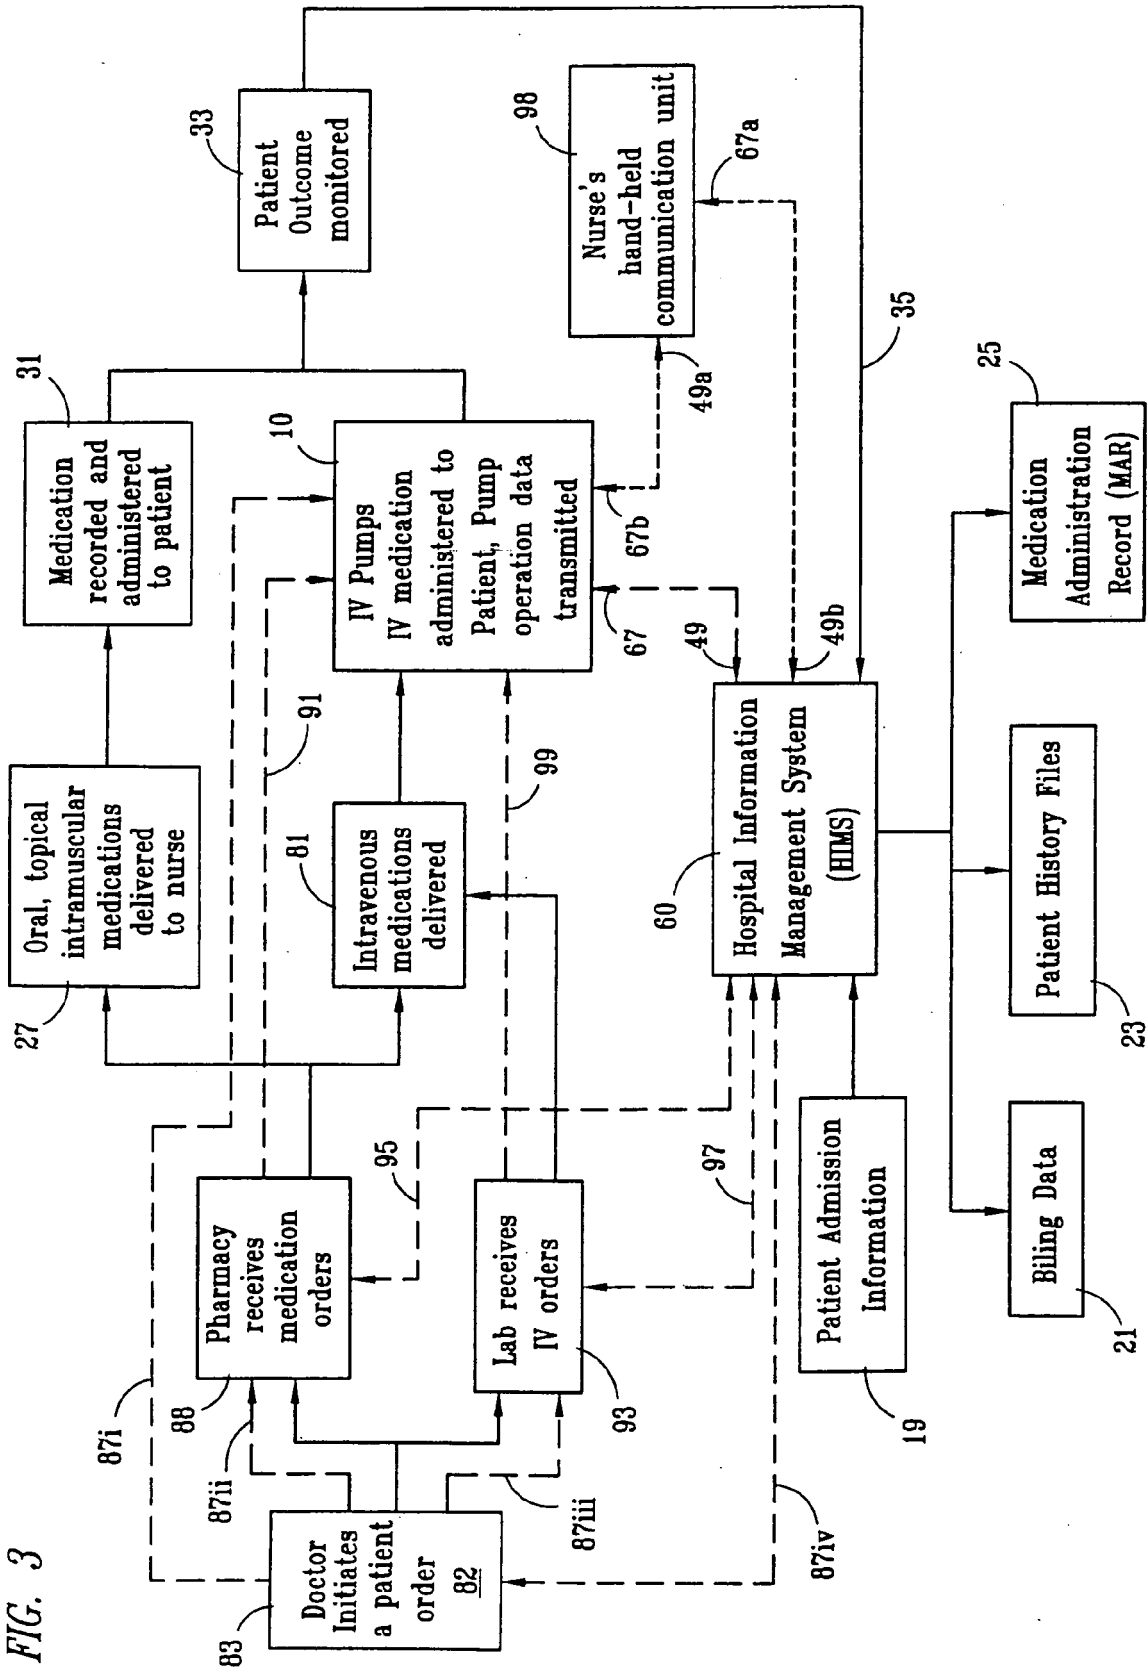 FIG. 3
83
Doctor
Initiates
a patient
order
82
87i
87ii
87iii
87iv
88
Pharmacy
receives
medication
orders
Lab receives
IV orders
93
95
97
19
Patient Admission
Information
27
Oral, topical
intramuscular
medications
delivered
to nurse
91
81
Intravenous
medications
delivered
99
60
Hospital Information
Management System
(HIMS)
31
Medication
recorded and
administered
to patient
10
IV Pumps
IV medication
administered to
Patient, Pump
operation data
transmitted
67
67b
49
49a
49b
33
Patient
Outcome
monitored
98
Nurse's
hand-held
communication unit
67a
35
21
Biling Data
23
Patient History Files
25
Medication
Administration
Record (MAR)